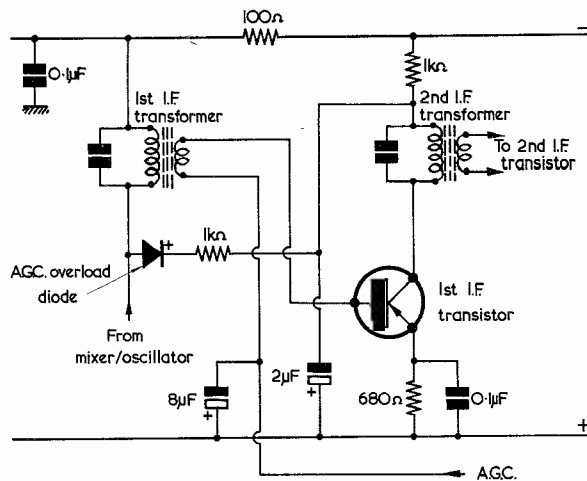 100Ω
−
0·1µF
1kΩ
1st I.F.
transformer
2nd I.F.
transformer
To 2nd I.F.
transistor
1kΩ
+
A.G.C. overload
diode
1st I.F.
transistor
From
mixer/oscillator
8µF
+
2µF
+
680Ω
0·1µF
+
A.G.C.